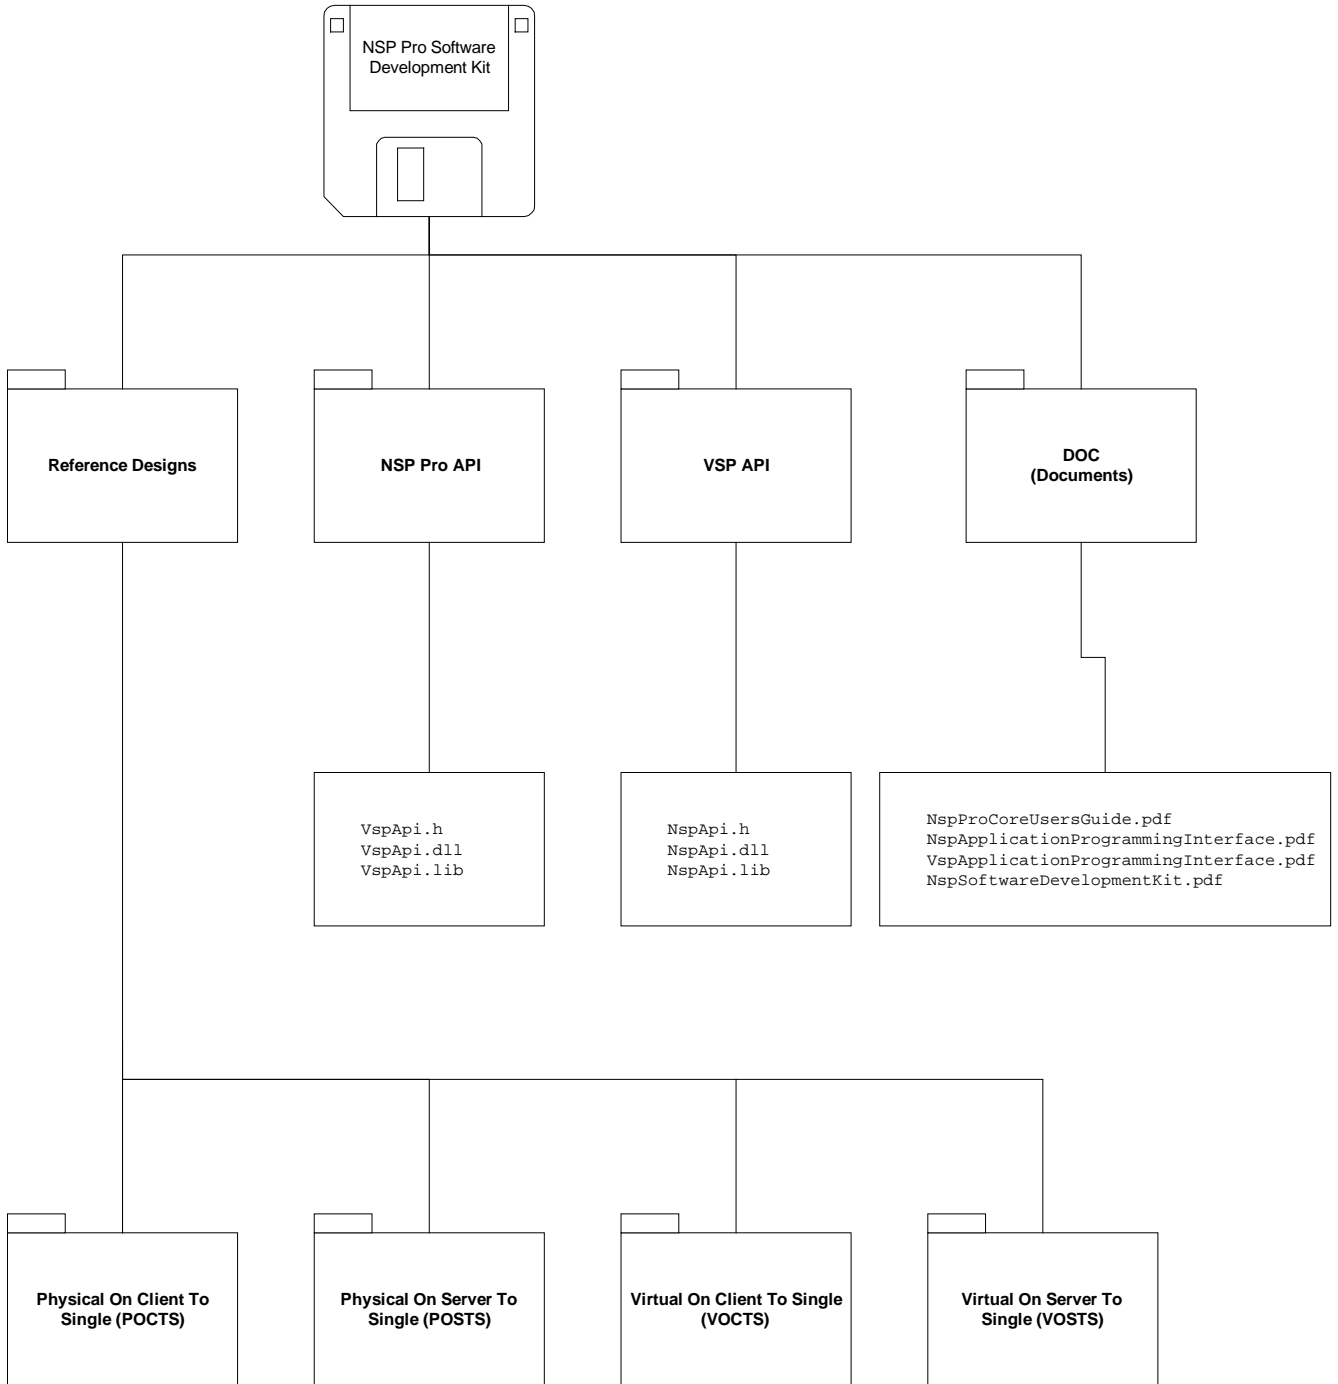 NSP Pro Software
Development Kit
Reference Designs
NSP Pro API
VSP API
DOC
(Documents)
VspApi.h
VspApi.dll
VspApi.lib
NspApi.h
NspApi.dll
NspApi.lib
NspProCoreUsersGuide.pdf
NspApplicationProgrammingInterface.pdf
VspApplicationProgrammingInterface.pdf
NspSoftwareDevelopmentKit.pdf
Physical On Client To
Single (POCTS)
Physical On Server To
Single (POSTS)
Virtual On Client To Single
(VOCTS)
Virtual On Server To
Single (VOSTS)